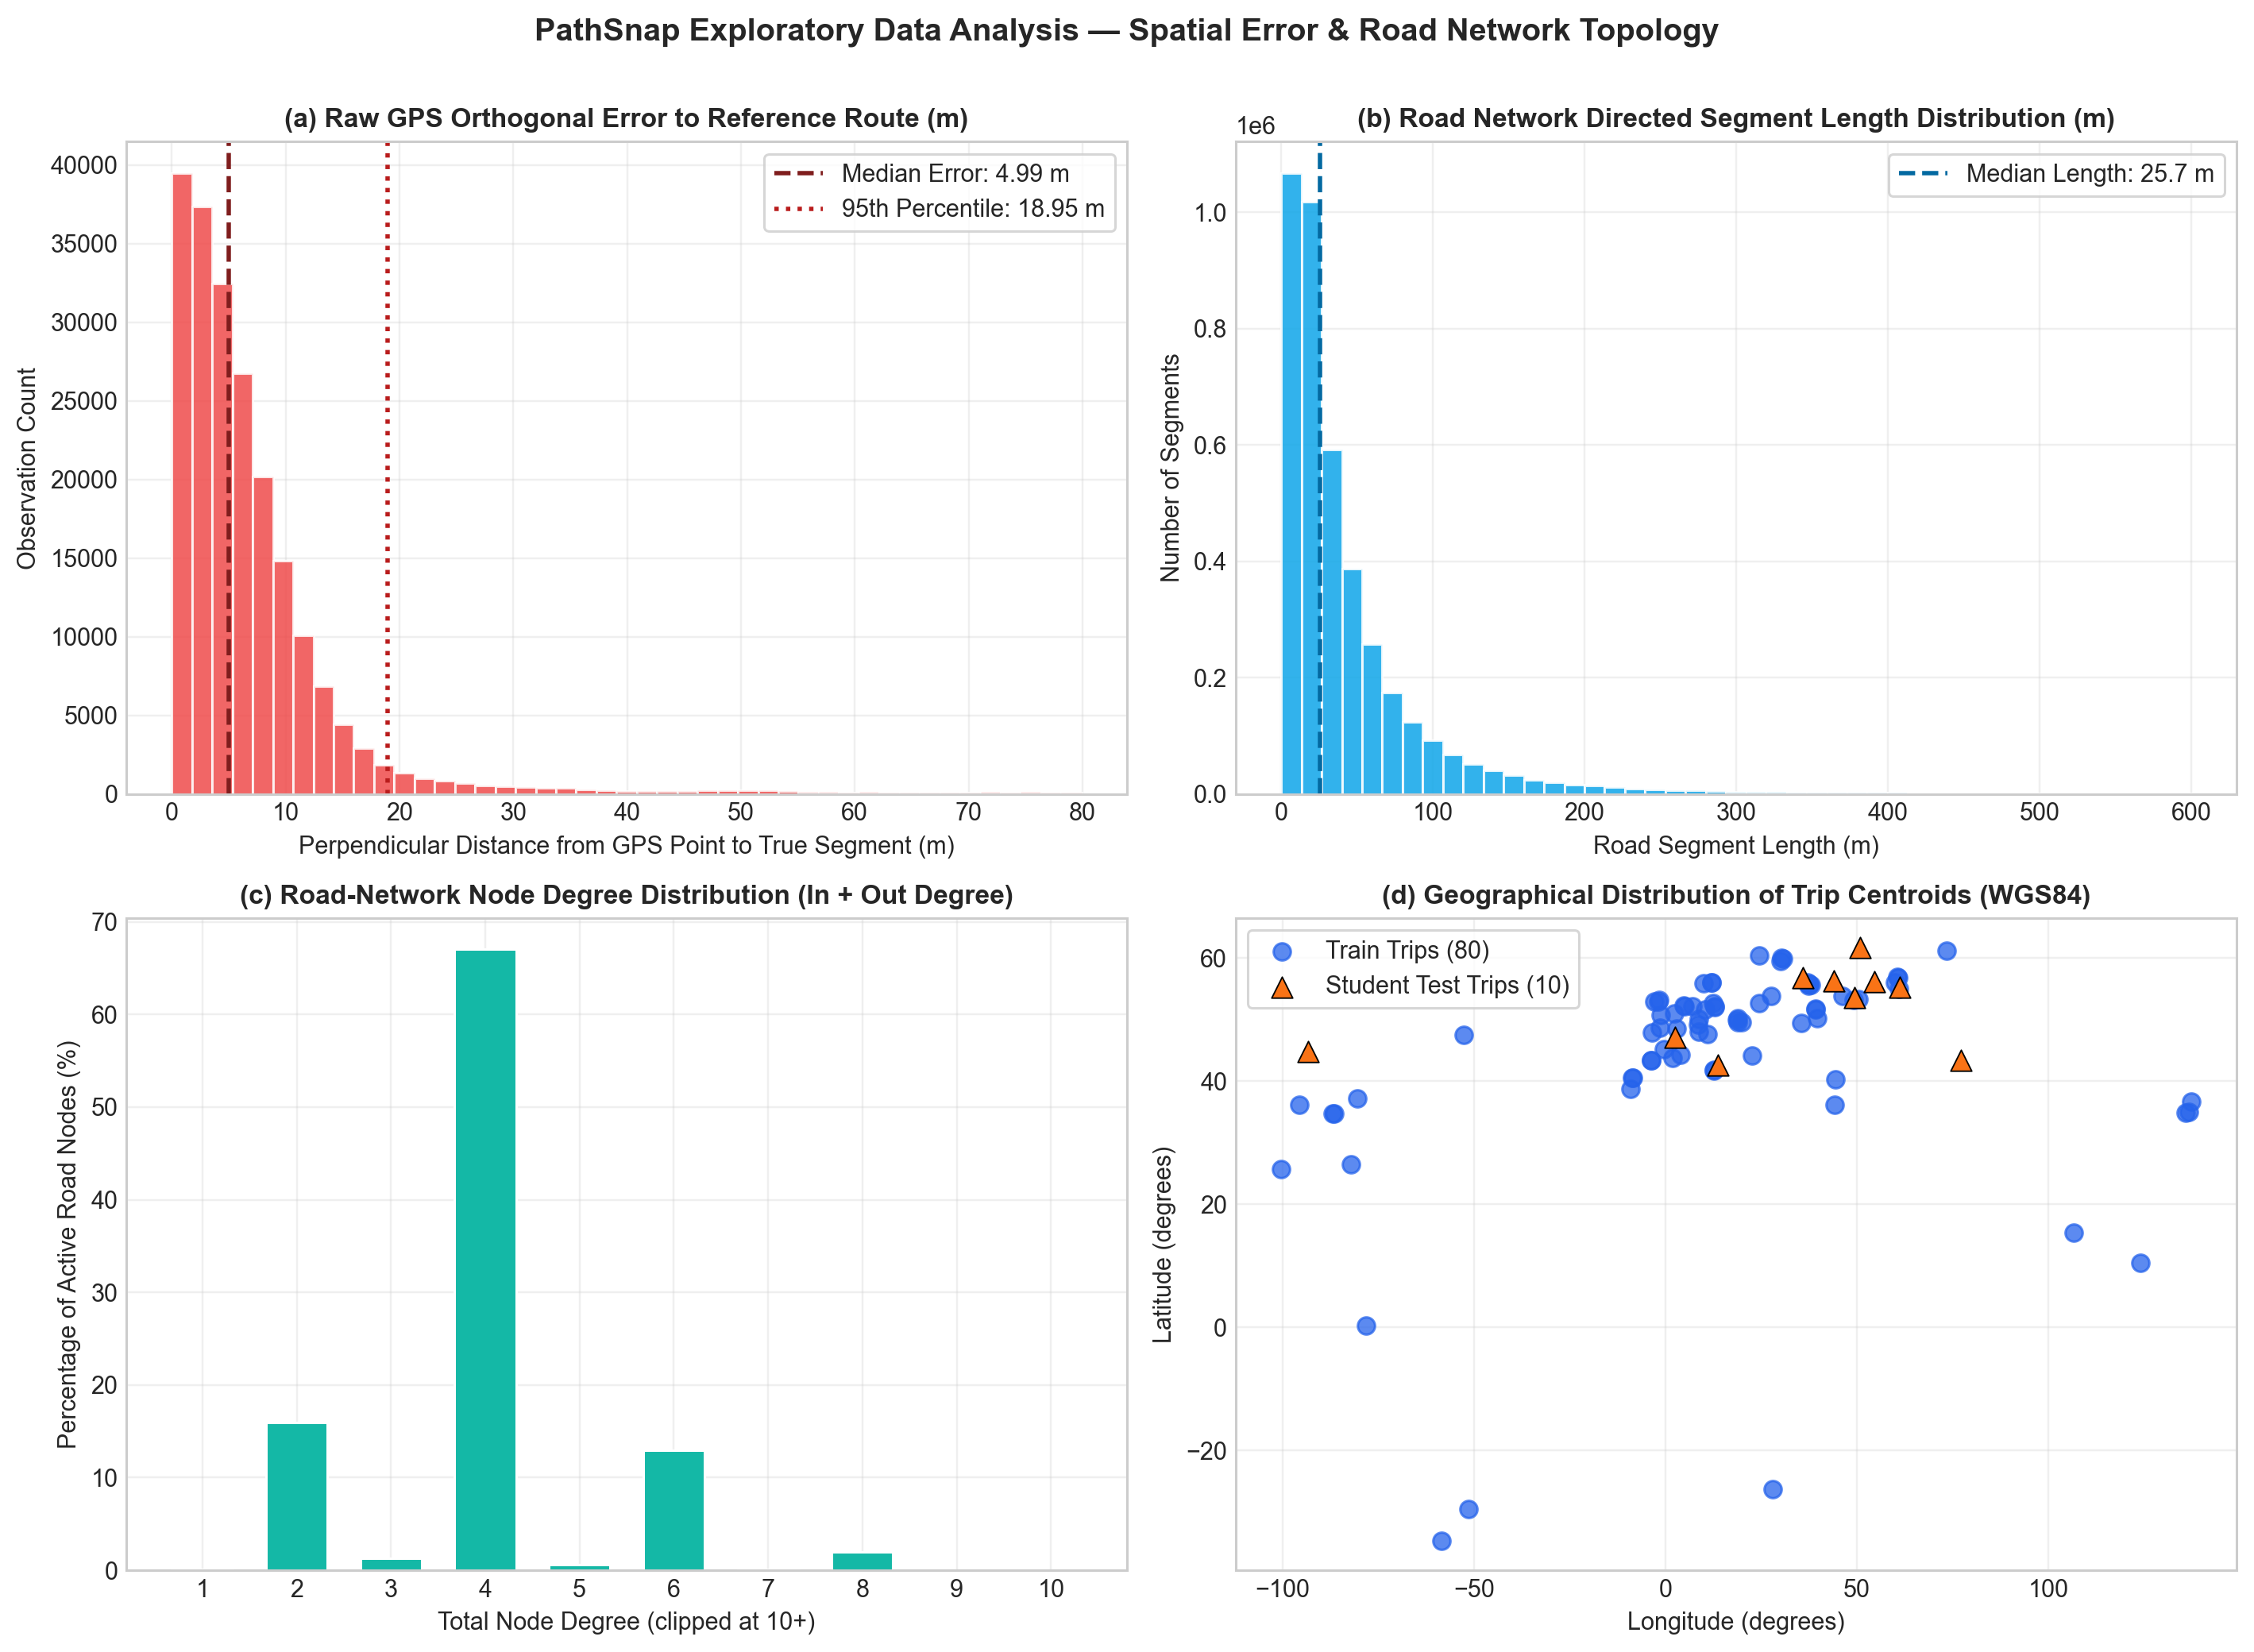 PathSnap Exploratory Data Analysis — Spatial Error & Road Network Topology
(a) Raw GPS Orthogonal Error to Reference Route (m)
Median Error: 4.99 m
95th Percentile: 18.95 m
Observation Count
40000
35000
30000
25000
20000
15000
10000
5000
0
0 10 20 30 40 50 60 70 80
Perpendicular Distance from GPS Point to True Segment (m)
(b) Road Network Directed Segment Length Distribution (m)
1e6
Median Length: 25.7 m
Number of Segments
1.0
0.8
0.6
0.4
0.2
0.0
0 100 200 300 400 500 600
Road Segment Length (m)
(c) Road-Network Node Degree Distribution (In + Out Degree)
Percentage of Active Road Nodes (%)
70
60
50
40
30
20
10
0
1 2 3 4 5 6 7 8 9 10
Total Node Degree (clipped at 10+)
(d) Geographical Distribution of Trip Centroids (WGS84)
Train Trips (80)
Student Test Trips (10)
Latitude (degrees)
60
40
20
0
−20
−100 −50 0 50 100
Longitude (degrees)